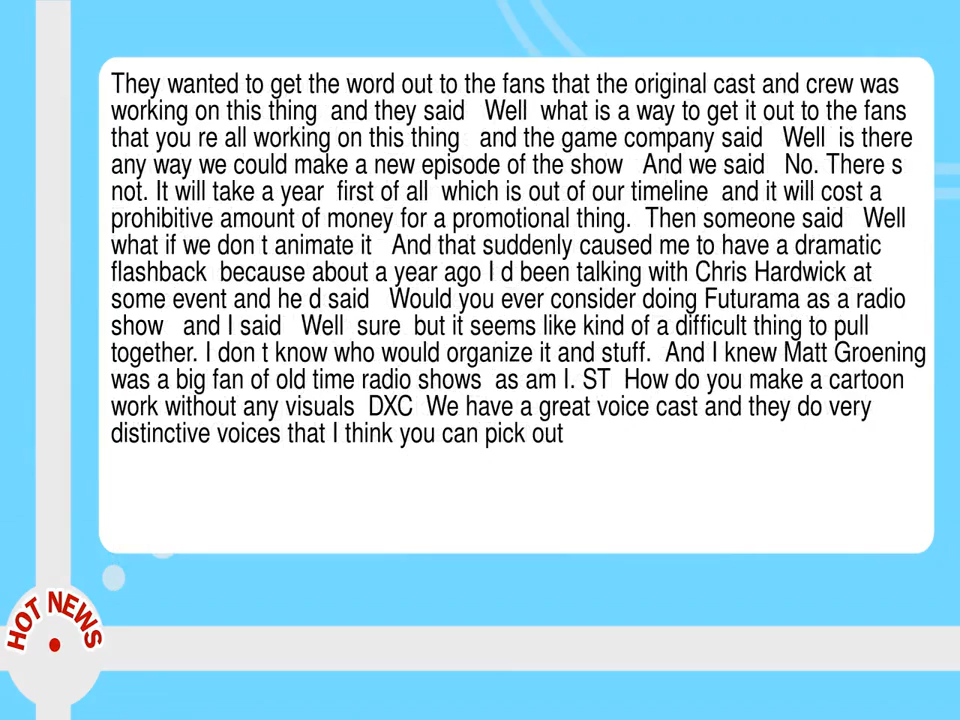 They wanted to get the word out to the fans that the original cast and crew was
working on this thing  and they said   Well  what is a way to get it out to the fans
that you re all working on this thing   and the game company said   Well  is there
any way we could make a new episode of the show   And we said   No. There s
not. It will take a year  first of all  which is out of our timeline  and it will cost a
prohibitive amount of money for a promotional thing.  Then someone said   Well
what if we don t animate it   And that suddenly caused me to have a dramatic
flashback  because about a year ago I d been talking with Chris Hardwick at
some event and he d said   Would you ever consider doing Futurama as a radio
show   and I said   Well  sure  but it seems like kind of a difficult thing to pull
together. I don t know who would organize it and stuff.  And I knew Matt Groening
was a big fan of old time radio shows  as am I. ST  How do you make a cartoon
work without any visuals  DXC  We have a great voice cast and they do very
distinctive voices that I think you can pick out
HOT NEWS